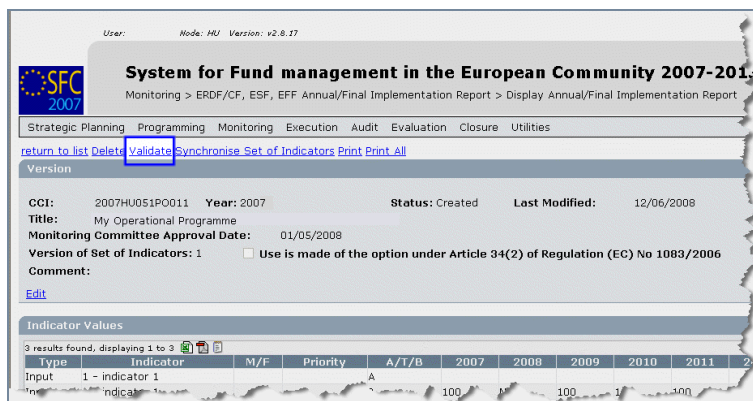 User: Node: HU Version: v2.8.17
SFC
2007
System for Fund management in the European Community 2007-201
Monitoring > ERDF/CF, ESF, EFF Annual/Final Implementation Report > Display Annual/Final Implementation Report
Strategic Planning Programming Monitoring Execution Audit Evaluation Closure Utilities
return to list Delete Validate Synchronise Set of Indicators Print Print All
Version
CCI: 2007HU051PO011 Year: 2007 Status: Created Last Modified: 12/06/2008
Title: My Operational Programme
Monitoring Committee Approval Date: 01/05/2008
Version of Set of Indicators: 1 Use is made of the option under Article 34(2) of Regulation (EC) No 1083/2006
Comment:
Edit
Indicator Values
3 results found, displaying 1 to 3
Type Indicator M/F Priority A/T/B 2007 2008 2009 2010 2011
Input 1 - indicator 1 A
100 100 100